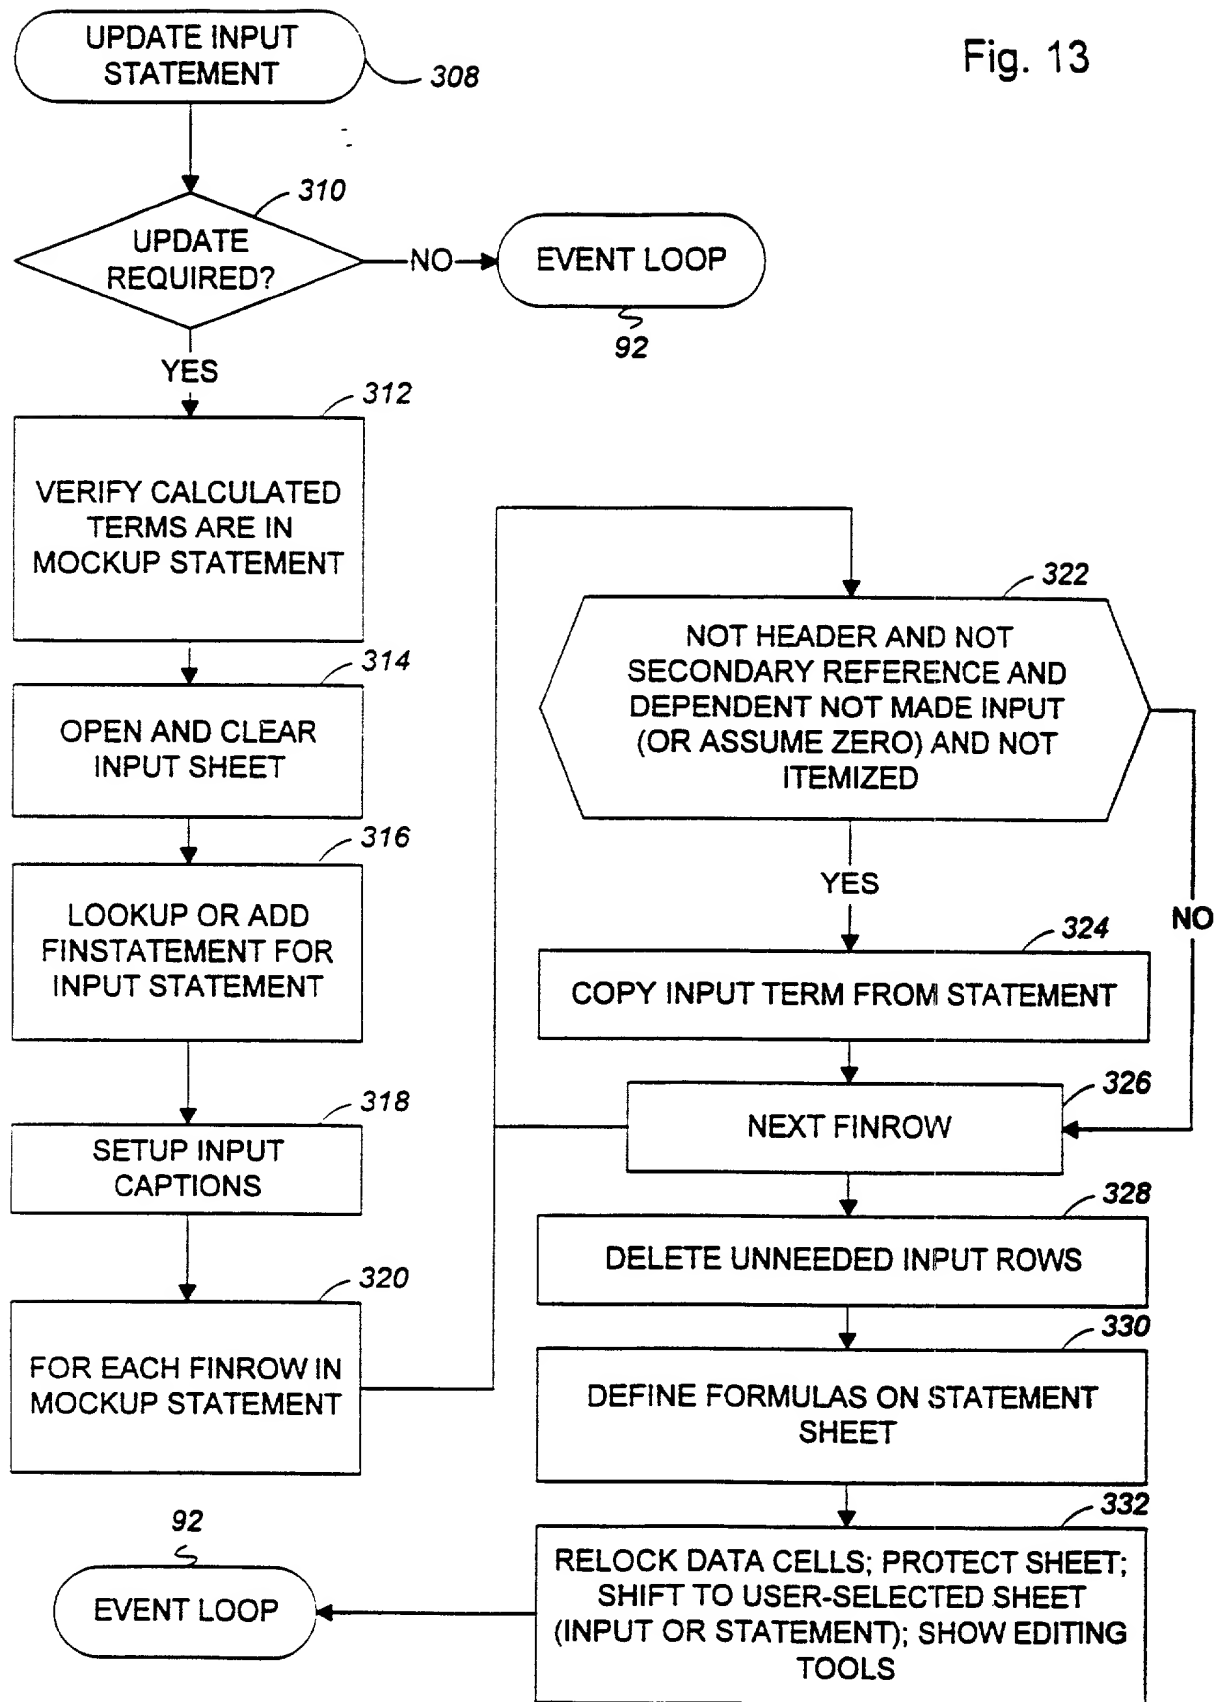 Fig. 13
UPDATE INPUT
STATEMENT
308
310
UPDATE
REQUIRED?
NO
EVENT LOOP
92
YES
312
VERIFY CALCULATED
TERMS ARE IN
MOCKUP STATEMENT
314
OPEN AND CLEAR
INPUT SHEET
316
LOOKUP OR ADD
FINSTATEMENT FOR
INPUT STATEMENT
318
SETUP INPUT
CAPTIONS
320
FOR EACH FINROW IN
MOCKUP STATEMENT
322
NOT HEADER AND NOT
SECONDARY REFERENCE AND
DEPENDENT NOT MADE INPUT
(OR ASSUME ZERO) AND NOT
ITEMIZED
YES
NO
324
COPY INPUT TERM FROM STATEMENT
326
NEXT FINROW
328
DELETE UNNEEDED INPUT ROWS
330
DEFINE FORMULAS ON STATEMENT
SHEET
332
RELOCK DATA CELLS; PROTECT SHEET;
SHIFT TO USER-SELECTED SHEET
(INPUT OR STATEMENT); SHOW EDITING
TOOLS
92
EVENT LOOP